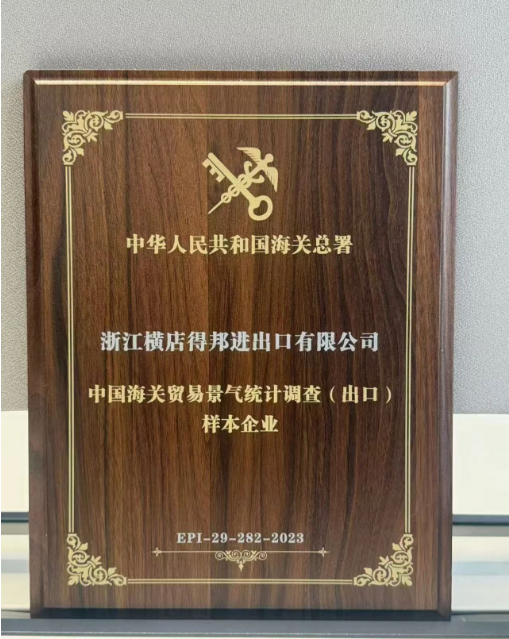 中华人民共和国海关总署
浙江横店得邦进出口有限公司
中国海关贸易景气统计调查（出口）
样本企业
EPI-29-282-2023